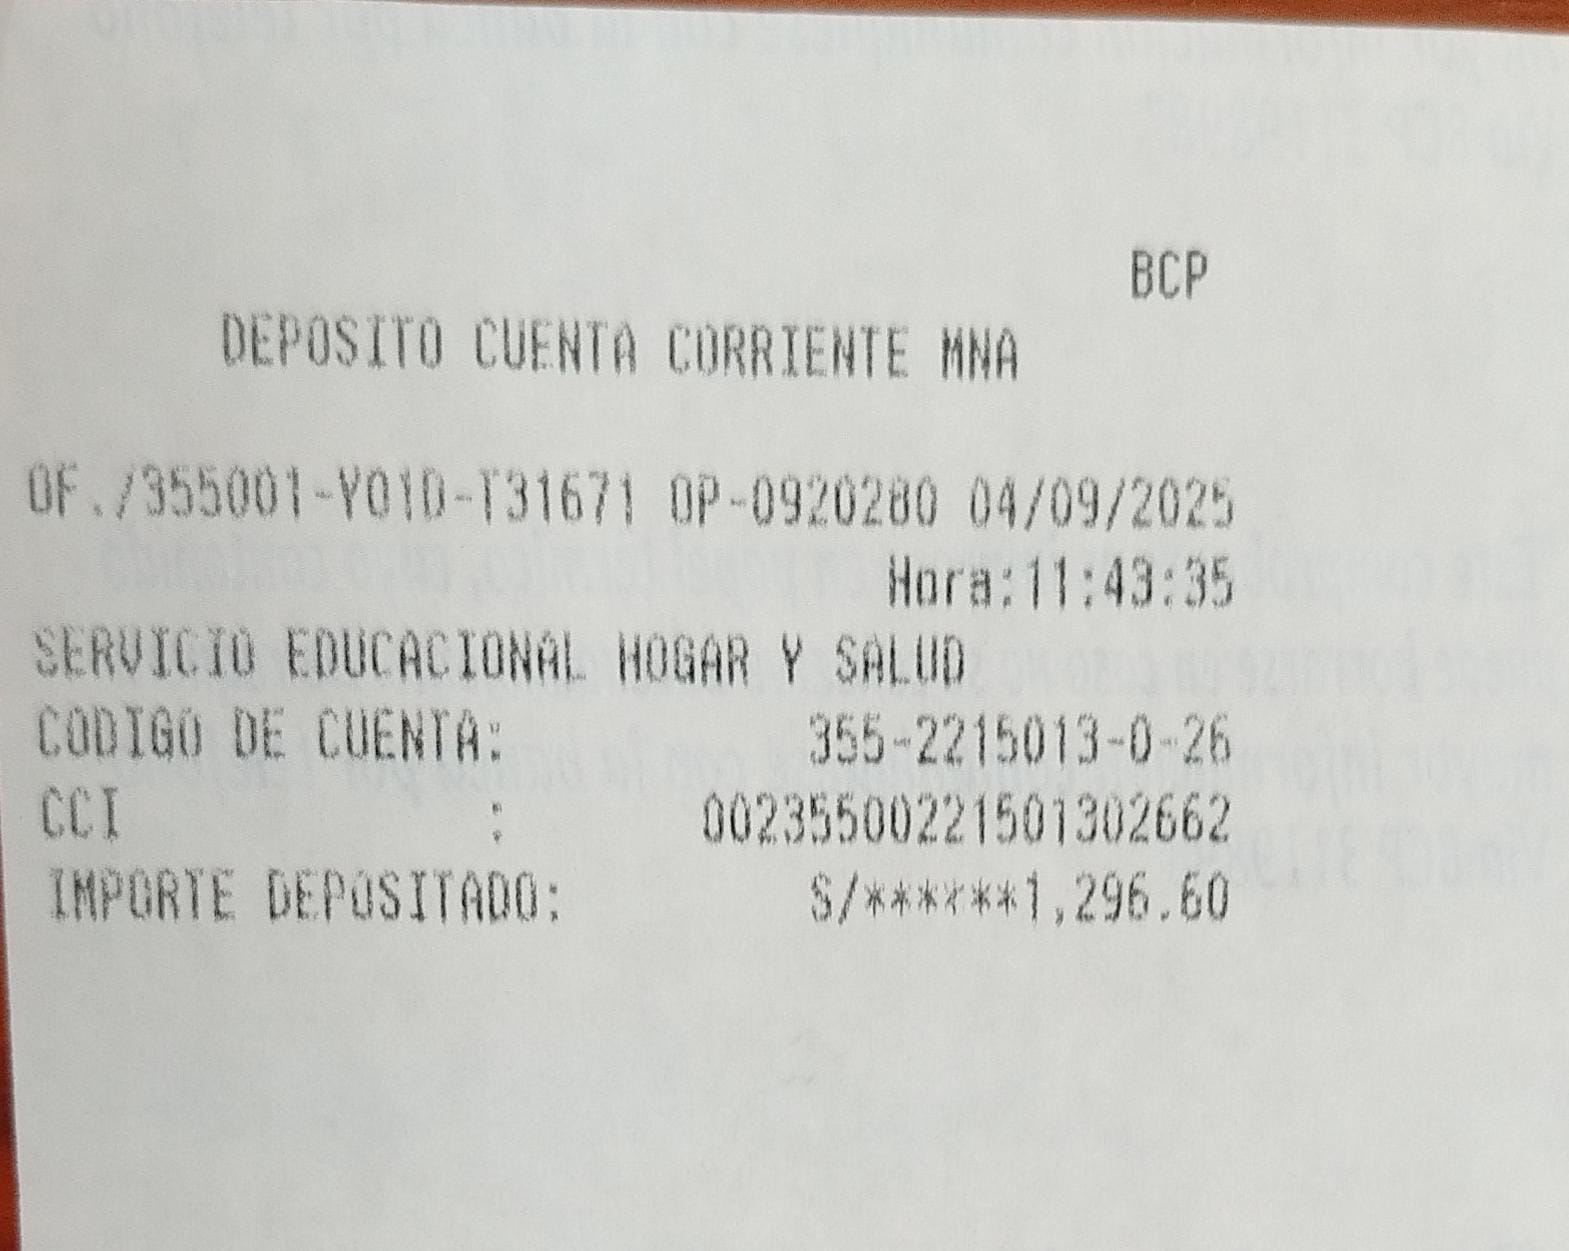 BCP
DEPOSITO CUENTA CORRIENTE MNA
OF./355001-Y01D-T31671 OP-0920280 04/09/2025
Hora:11:43:35
SERVICIO EDUCACIONAL HOGAR Y SALUD
CODIGO DE CUENTA: 355-2215013-0-26
CCI : 00235500221501302662
IMPORTE DEPOSITADO: S/******1,296.60